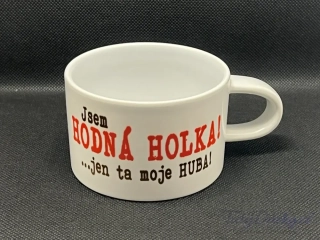 Jsem
HODNÁ HOLKA!
...jen ta moje HUBA!